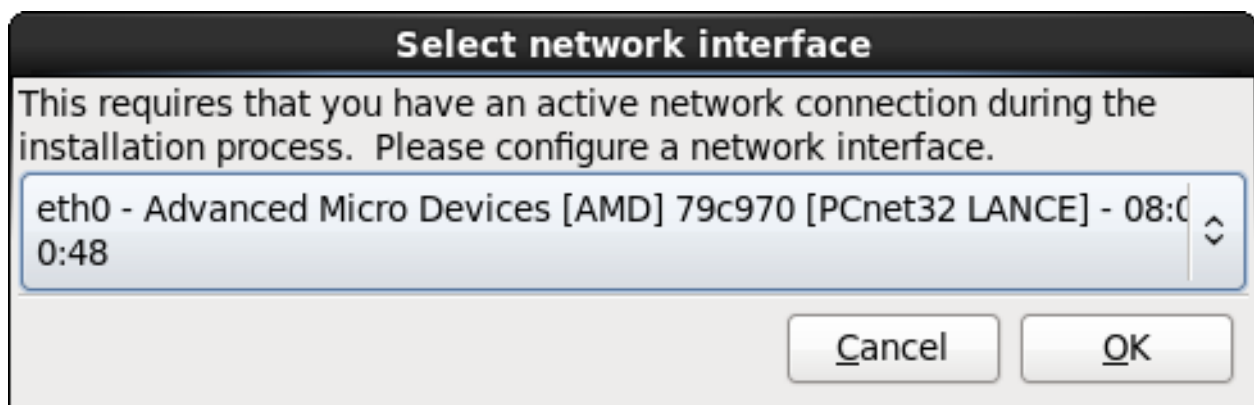 Select network interface
This requires that you have an active network connection during the
installation process.  Please configure a network interface.
eth0 - Advanced Micro Devices [AMD] 79c970 [PCnet32 LANCE] - 08:
0:48
Cancel
OK